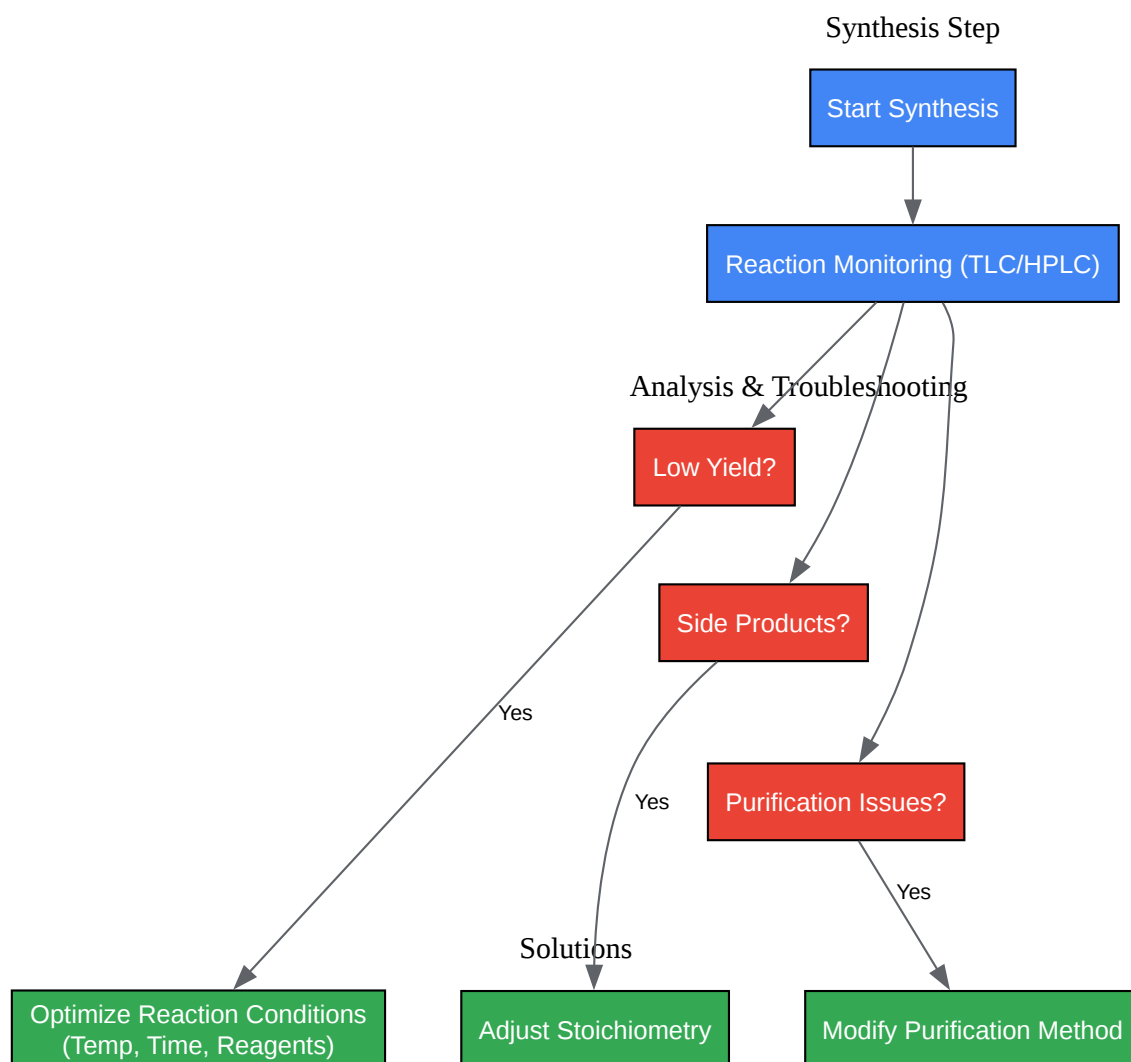 Synthesis Step
Start Synthesis
Reaction Monitoring (TLC/HPLC)
Analysis & Troubleshooting
Low Yield?
Side Products?
Yes
Purification Issues?
Yes
Yes
Solutions
Optimize Reaction Conditions
(Temp, Time, Reagents)
Adjust Stoichiometry
Modify Purification Method